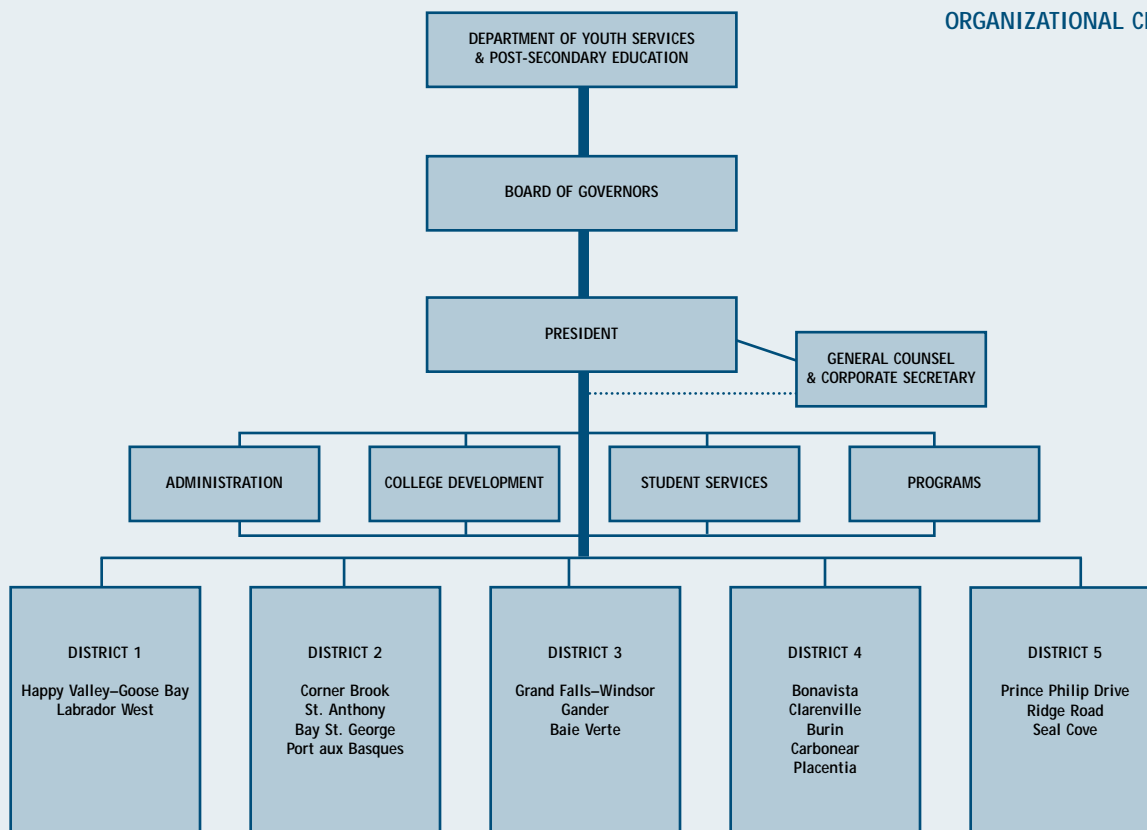 ORGANIZATIONAL
DEPARTMENT OF YOUTH SERVICES
& POST-SECONDARY EDUCATION
BOARD OF GOVERNORS
PRESIDENT
GENERAL COUNSEL
& CORPORATE SECRETARY
ADMINISTRATION
COLLEGE DEVELOPMENT
STUDENT SERVICES
PROGRAMS
DISTRICT 1
Happy Valley–Goose Bay
Labrador West
DISTRICT 2
Corner Brook
St. Anthony
Bay St. George
Port aux Basques
DISTRICT 3
Grand Falls–Windsor
Gander
Baie Verte
DISTRICT 4
Bonavista
Clarenville
Burin
Carbonear
Placentia
DISTRICT 5
Prince Philip Drive
Ridge Road
Seal Cove